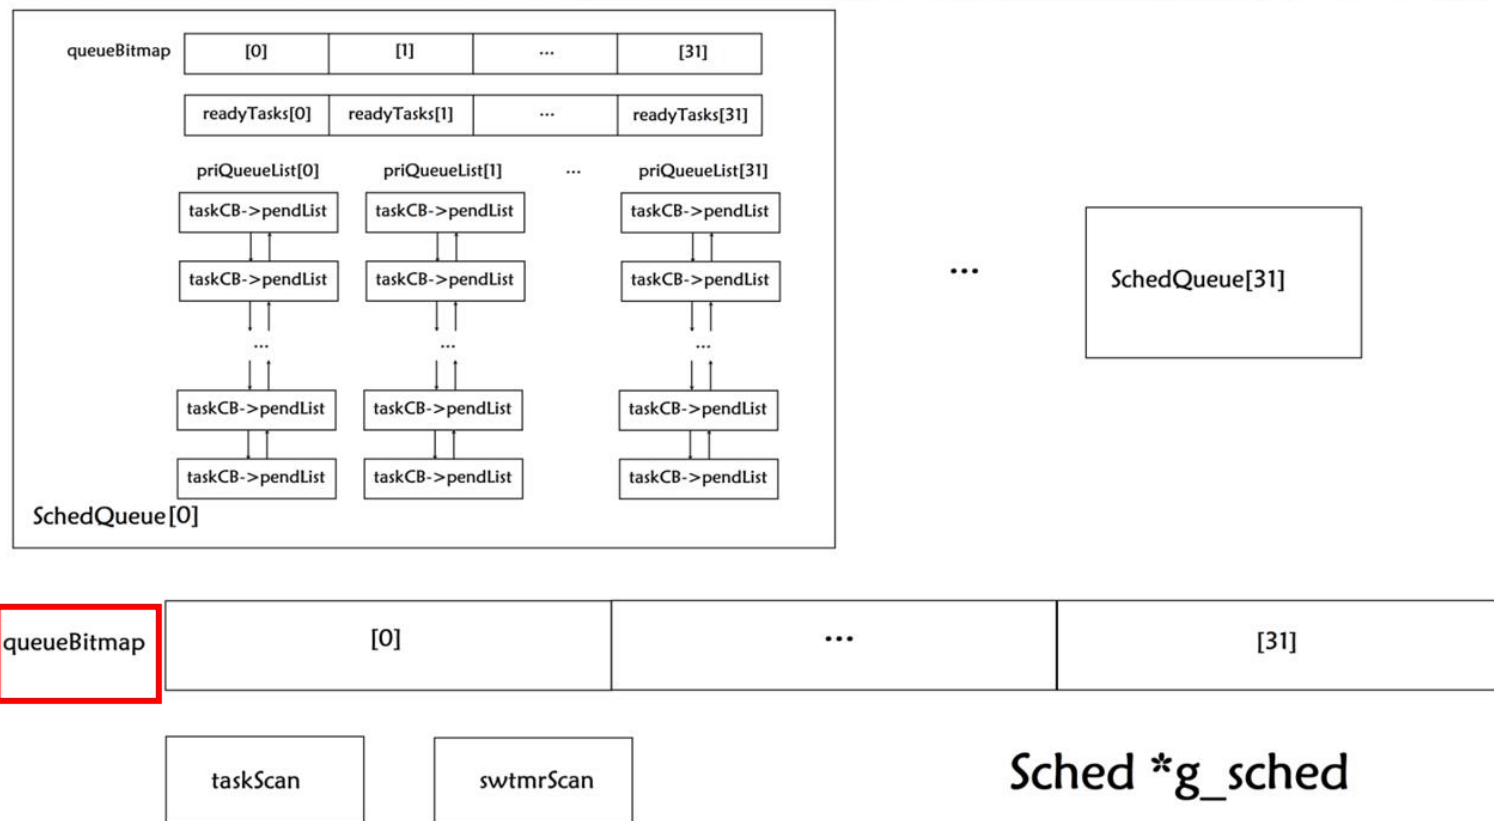 queueBitmap [0] [1] ... [31]
readyTasks[0] readyTasks[1] ... readyTasks[31]
priQueueList[0] priQueueList[1] ... priQueueList[31]
taskCB->pendList taskCB->pendList taskCB->pendList
taskCB->pendList taskCB->pendList taskCB->pendList
... ... ...
taskCB->pendList taskCB->pendList taskCB->pendList
taskCB->pendList taskCB->pendList taskCB->pendList
SchedQueue[0]
...
SchedQueue[31]
queueBitmap [0] ... [31]
taskScan swtmrScan
Sched *g_sched